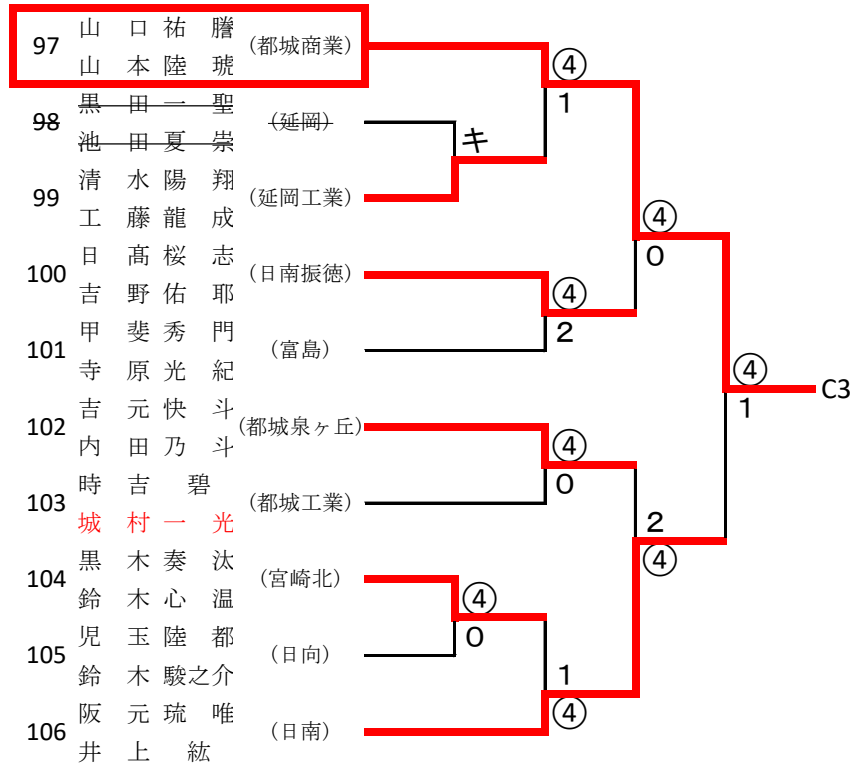 97 山口祐謄 (都城商業)
山本陸琥
98 黒田一聖 (延岡)
池田夏崇
99 清水陽翔 (延岡工業)
工藤龍成
100 日髙桜志 (日南振徳)
吉野佑耶
101 甲斐秀門 (富島)
寺原光紀
102 吉元快斗 (都城泉ヶ丘)
内田乃斗
103 時吉碧 (都城工業)
城村一光
104 黒木奏汰 (宮崎北)
鈴木心温
105 児玉陸都 (日向)
鈴木駿之介
106 阪元琉唯 (日南)
井上紘
④
1
キ
④
0
④
2
④
1
C3
④
0
2
④
④
0
1
④